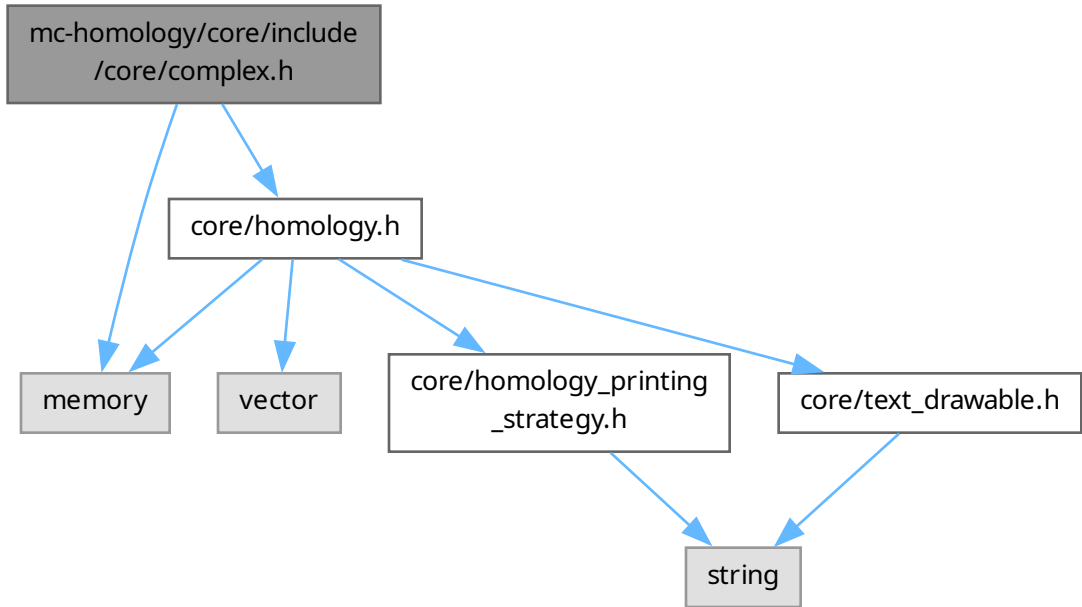 mc-homology/core/include
/core/complex.h
core/homology.h
memory
vector
core/homology_printing
_strategy.h
core/text_drawable.h
string